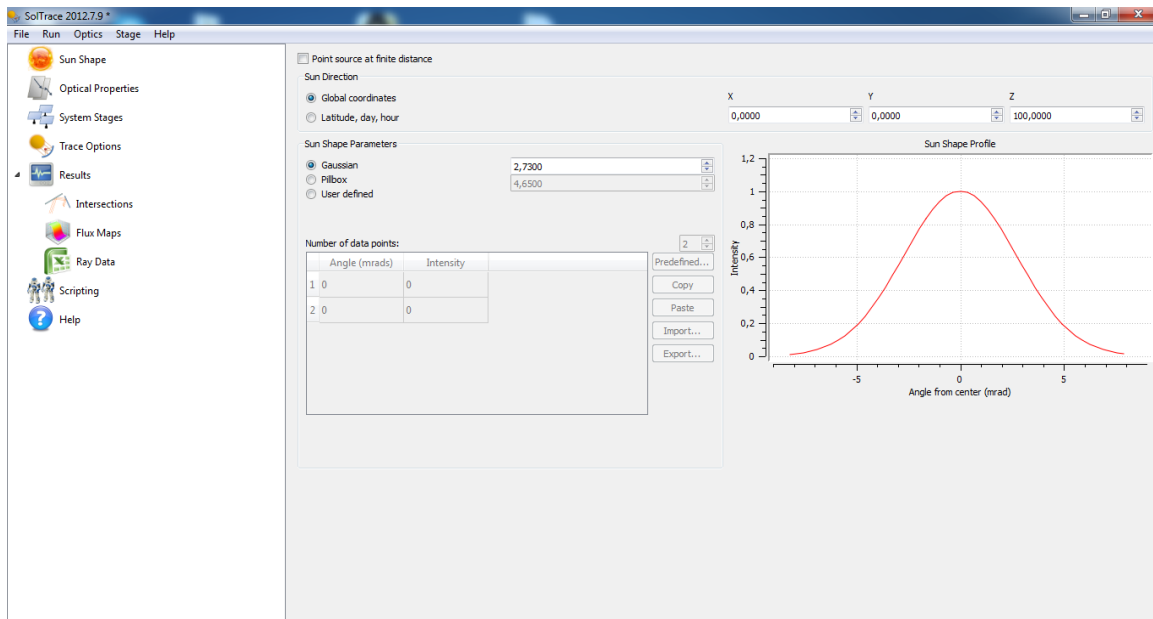 SolTrace 2012.7.9 *
File Run Optics Stage Help
Sun Shape
Optical Properties
System Stages
Trace Options
Results
Intersections
Flux Maps
Ray Data
Scripting
Help
Point source at finite distance
Sun Direction
Global coordinates
Latitude, day, hour
X Y Z
0,0000 0,0000 100,0000
Sun Shape Parameters
Gaussian 2,7300
Pillbox 4,6500
User defined
Number of data points: 2
Angle (mrads) Intensity
1 0 0
2 0 0
Predefined...
Copy
Paste
Import...
Export...
Sun Shape Profile
1,2
1
0,8
0,6
0,4
0,2
0
Intensity
-5 0 5
Angle from center (mrad)